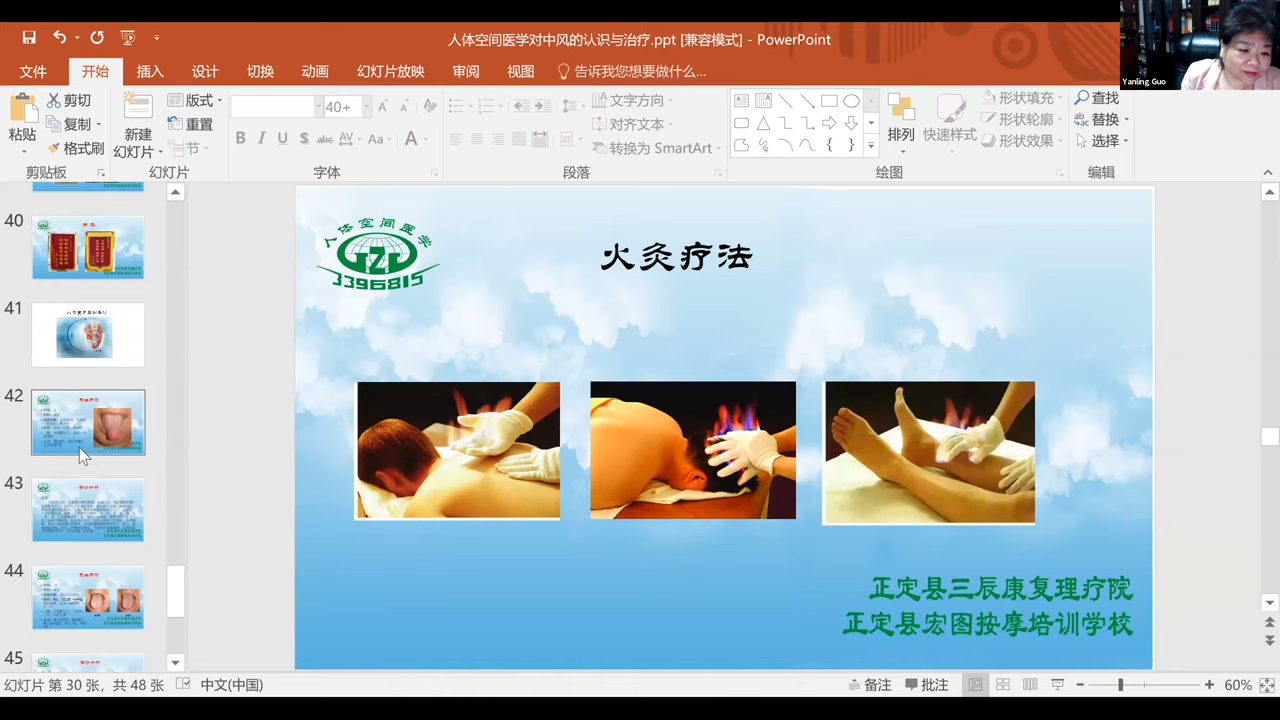 人体空间医学对中风的认识与治疗.ppt [兼容模式] - PowerPoint
Yanling Guo
文件 开始 插入 设计 切换 动画 幻灯片放映 审阅 视图 告诉我您想要做什么...
粘贴 剪切 复制 格式刷 剪贴板
新建 幻灯片 版式 重置 节 幻灯片
40+ B I U S abc AV Aa A 字体
文字方向 对齐文本 转换为 SmartArt 段落
排列 快速样式 形状填充 形状轮廓 形状效果 绘图
查找 替换 选择 编辑
40
41
42
43
44
45
人体空间医学
3396815
火灸疗法
正定县三辰康复理疗院
正定县宏图按摩培训学校
幻灯片 第 30 张，共 48 张 中文(中国) 备注 批注 60%